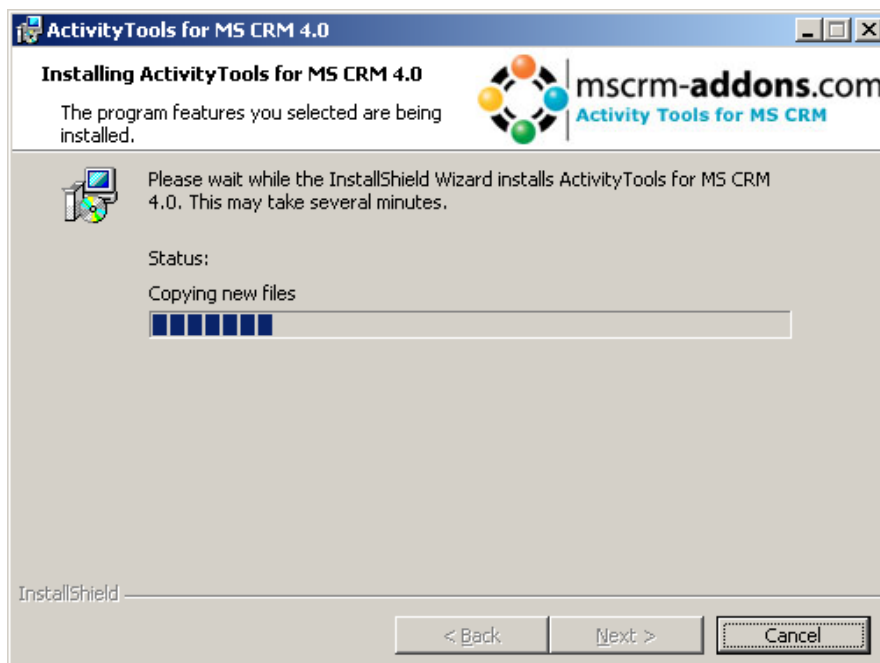 ActivityTools for MS CRM 4.0
Installing ActivityTools for MS CRM 4.0
The program features you selected are being
installed.
mscrm-addons.com
Activity Tools for MS CRM
Please wait while the InstallShield Wizard installs ActivityTools for MS CRM
4.0. This may take several minutes.
Status:
Copying new files
InstallShield
< Back
Next >
Cancel